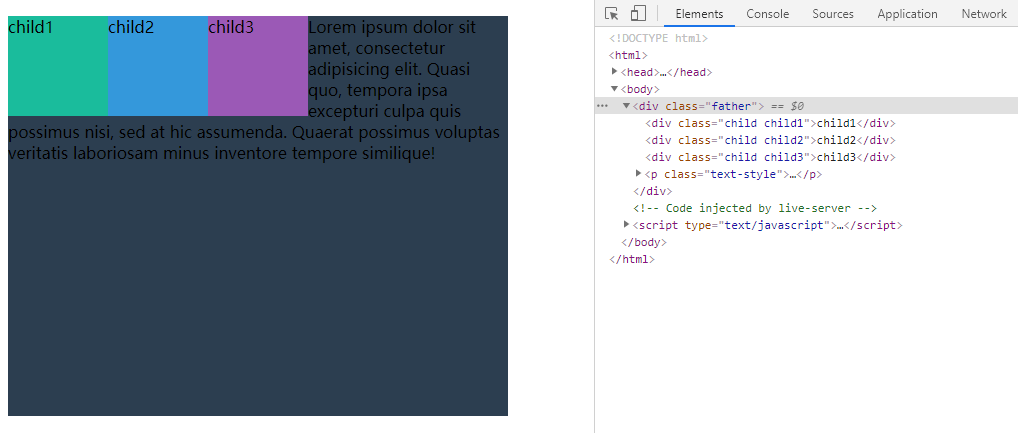 child1 child2 child3 Lorem ipsum dolor sit
amet, consectetur
adipisicing elit. Quasi
quo, tempora ipsa
excepturi culpa quis
possimus nisi, sed at hic assumenda. Quaerat possimus voluptas
veritatis laboriosam minus inventore tempore similique!
Elements Console Sources Application Network
<!DOCTYPE html>
<html>
<head>…</head>
<body>
<div class="father"> == $0
<div class="child child1">child1</div>
<div class="child child2">child2</div>
<div class="child child3">child3</div>
<p class="text-style">…</p>
</div>
<!-- Code injected by live-server -->
<script type="text/javascript">…</script>
</body>
</html>